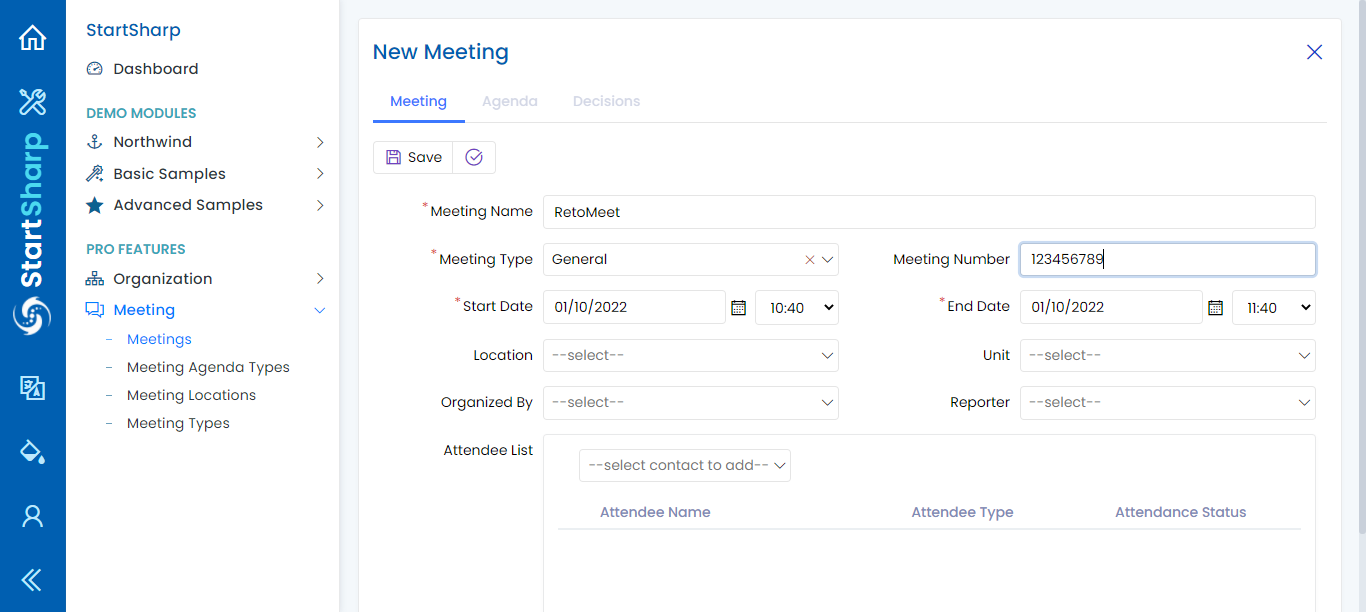 StartSharp
StartSharp
Dashboard
DEMO MODULES
Northwind
Basic Samples
Advanced Samples
PRO FEATURES
Organization
Meeting
Meetings
Meeting Agenda Types
Meeting Locations
Meeting Types
New Meeting
Meeting Agenda Decisions
Save
*Meeting Name RetoMeet
*Meeting Type General Meeting Number 123456789
*Start Date 01/10/2022 10:40 *End Date 01/10/2022 11:40
Location --select-- Unit --select--
Organized By --select-- Reporter --select--
Attendee List --select contact to add--
Attendee Name Attendee Type Attendance Status